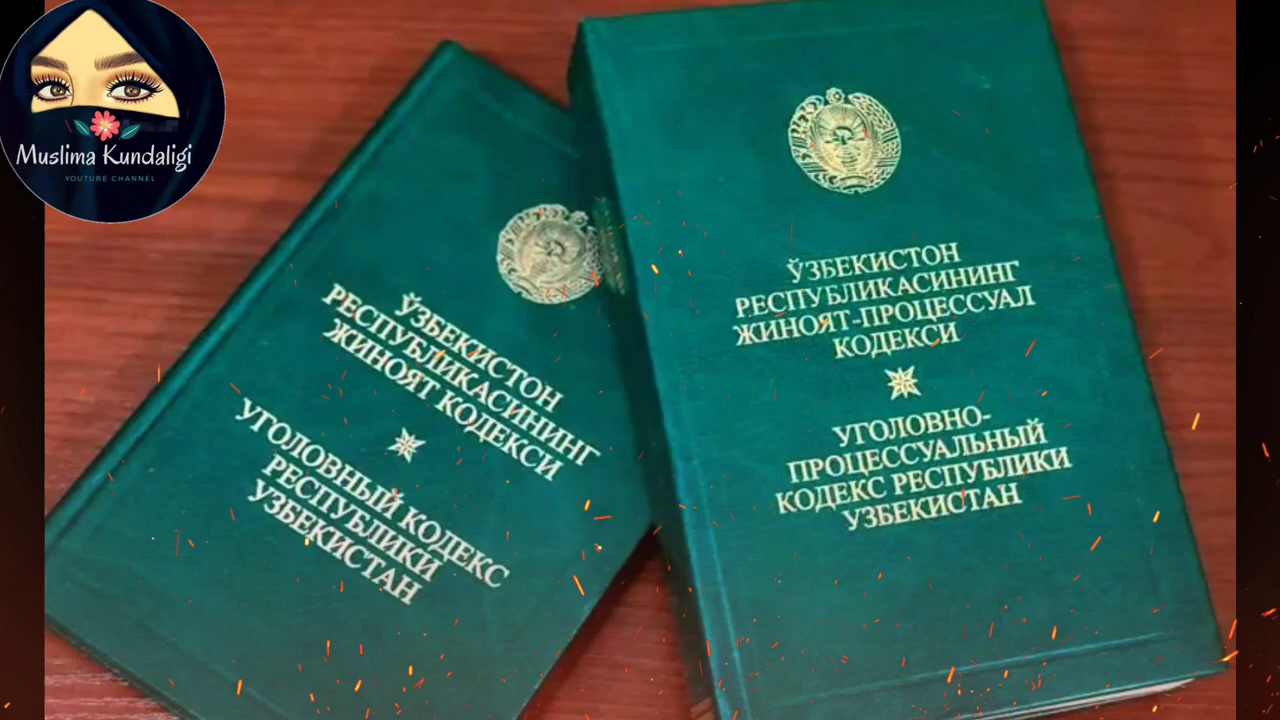 Muslima Kundaligi
YOUTUBE CHANNEL
ЎЗБЕКИСТОН
РЕСПУБЛИКАСИНИНГ
ЖИНОЯТ КОДЕКСИ
УГОЛОВНЫЙ КОДЕКС
РЕСПУБЛИКИ
УЗБЕКИСТАН
ЎЗБЕКИСТОН
РЕСПУБЛИКАСИНИНГ
ЖИНОЯТ-ПРОЦЕССУАЛ
КОДЕКСИ
УГОЛОВНО-
ПРОЦЕССУАЛЬНЫЙ
КОДЕКС РЕСПУБЛИКИ
УЗБЕКИСТАН